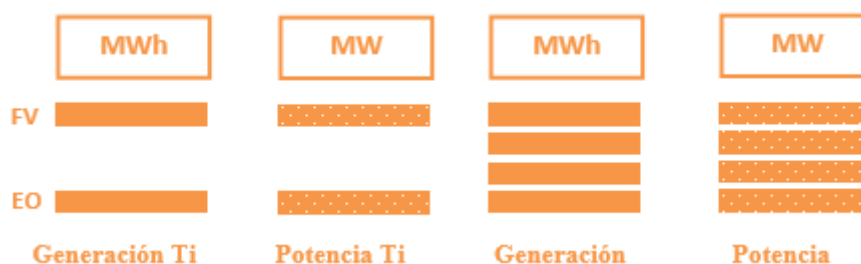 MWh MW MWh MW
FV
EO
Generación Ti Potencia Ti Generación Potencia